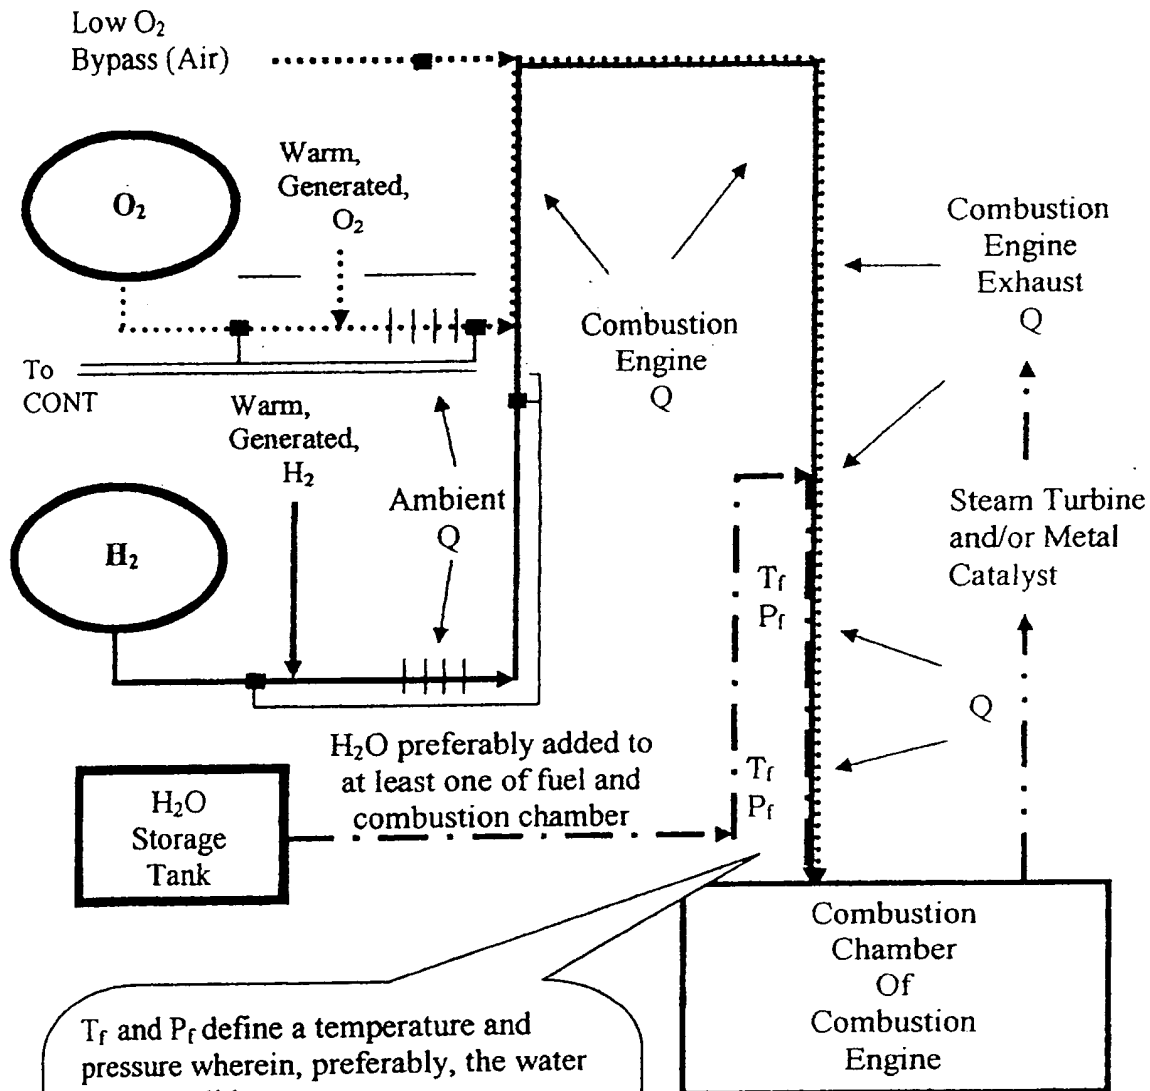 Low O₂
Bypass (Air)
O₂
Warm,
Generated,
O₂
To
CONT
Warm,
Generated,
H₂
H₂
Ambient
Q
Combustion
Engine
Q
Combustion
Engine
Exhaust
Q
Steam Turbine
and/or Metal
Catalyst
Q
T_f
P_f
T_f
P_f
H₂O preferably added to
at least one of fuel and
combustion chamber
H₂O
Storage
Tank
Combustion
Chamber
Of
Combustion
Engine
T_f and P_f define a temperature and
pressure wherein, preferably, the water